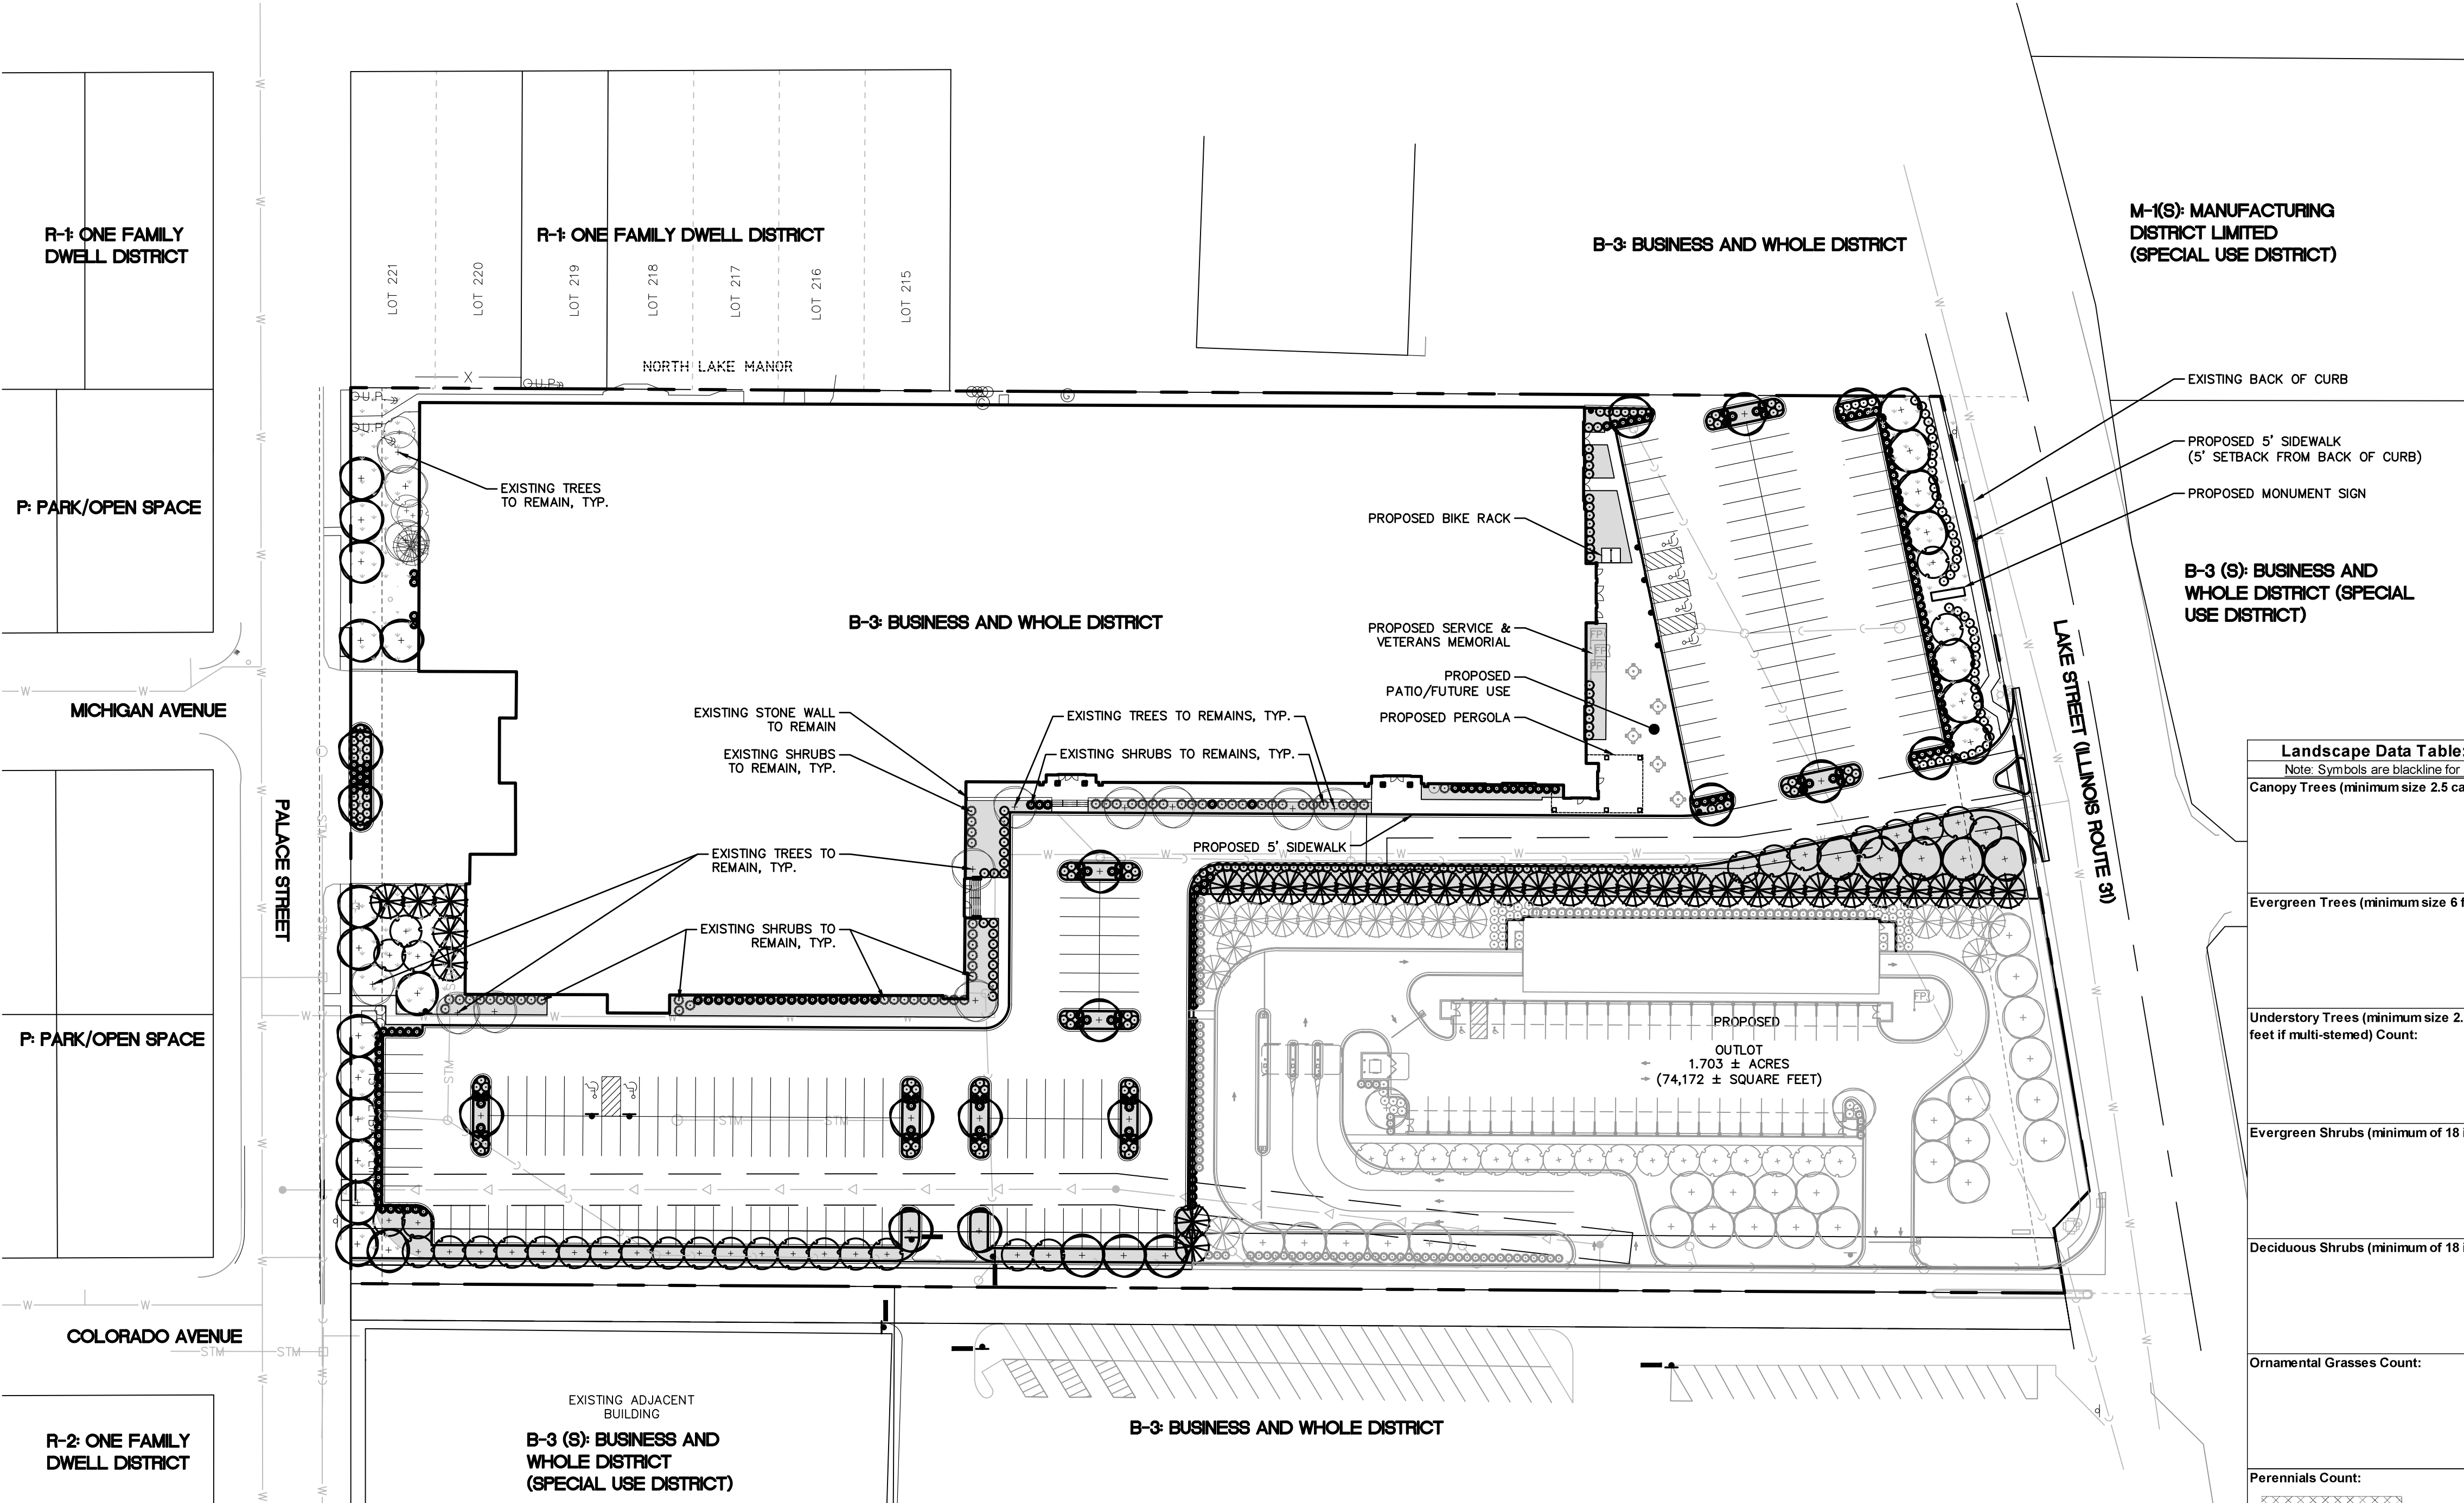 R-1: ONE FAMILY
DWELL DISTRICT
R-1: ONE FAMILY DWELL DISTRICT
LOT 221
LOT 220
LOT 219
LOT 218
LOT 217
LOT 216
LOT 215
NORTH LAKE MANOR
B-3: BUSINESS AND WHOLE DISTRICT
M-1(S): MANUFACTURING
DISTRICT LIMITED
(SPECIAL USE DISTRICT)
EXISTING BACK OF CURB
PROPOSED 5' SIDEWALK
(5' SETBACK FROM BACK OF CURB)
PROPOSED MONUMENT SIGN
X
U.P.
U.P.
U.P.
G
G
P: PARK/OPEN SPACE
EXISTING TREES
TO REMAIN, TYP.
PROPOSED BIKE RACK
B-3: BUSINESS AND WHOLE DISTRICT
B-3 (S): BUSINESS AND
WHOLE DISTRICT (SPECIAL
USE DISTRICT)
PROPOSED SERVICE &
VETERANS MEMORIAL
FP
FP
FP
PROPOSED
PATIO/FUTURE USE
PROPOSED PERGOLA
LAKE STREET (ILLINOIS ROUTE 31)
MICHIGAN AVENUE
PALACE STREET
EXISTING STONE WALL
TO REMAIN
EXISTING SHRUBS
TO REMAIN, TYP.
EXISTING TREES TO REMAINS, TYP.
EXISTING SHRUBS TO REMAINS, TYP.
PROPOSED 5' SIDEWALK
EXISTING TREES TO
REMAIN, TYP.
EXISTING SHRUBS TO
REMAIN, TYP.
P: PARK/OPEN SPACE
STM
STM
STM
STM
STM
FP
PROPOSED
OUTLOT
1.703 ± ACRES
(74,172 ± SQUARE FEET)
COLORADO AVENUE
STM
STM
EXISTING ADJACENT
BUILDING
B-3 (S): BUSINESS AND
WHOLE DISTRICT
(SPECIAL USE DISTRICT)
B-3: BUSINESS AND WHOLE DISTRICT
R-2: ONE FAMILY
DWELL DISTRICT
Landscape Data Table:
Note: Symbols are blackline for
Canopy Trees (minimum size 2.5 ca
Evergreen Trees (minimum size 6 f
Understory Trees (minimum size 2.
feet if multi-stemed) Count:
Evergreen Shrubs (minimum of 18 i
Deciduous Shrubs (minimum of 18 i
Ornamental Grasses Count:
Perennials Count: